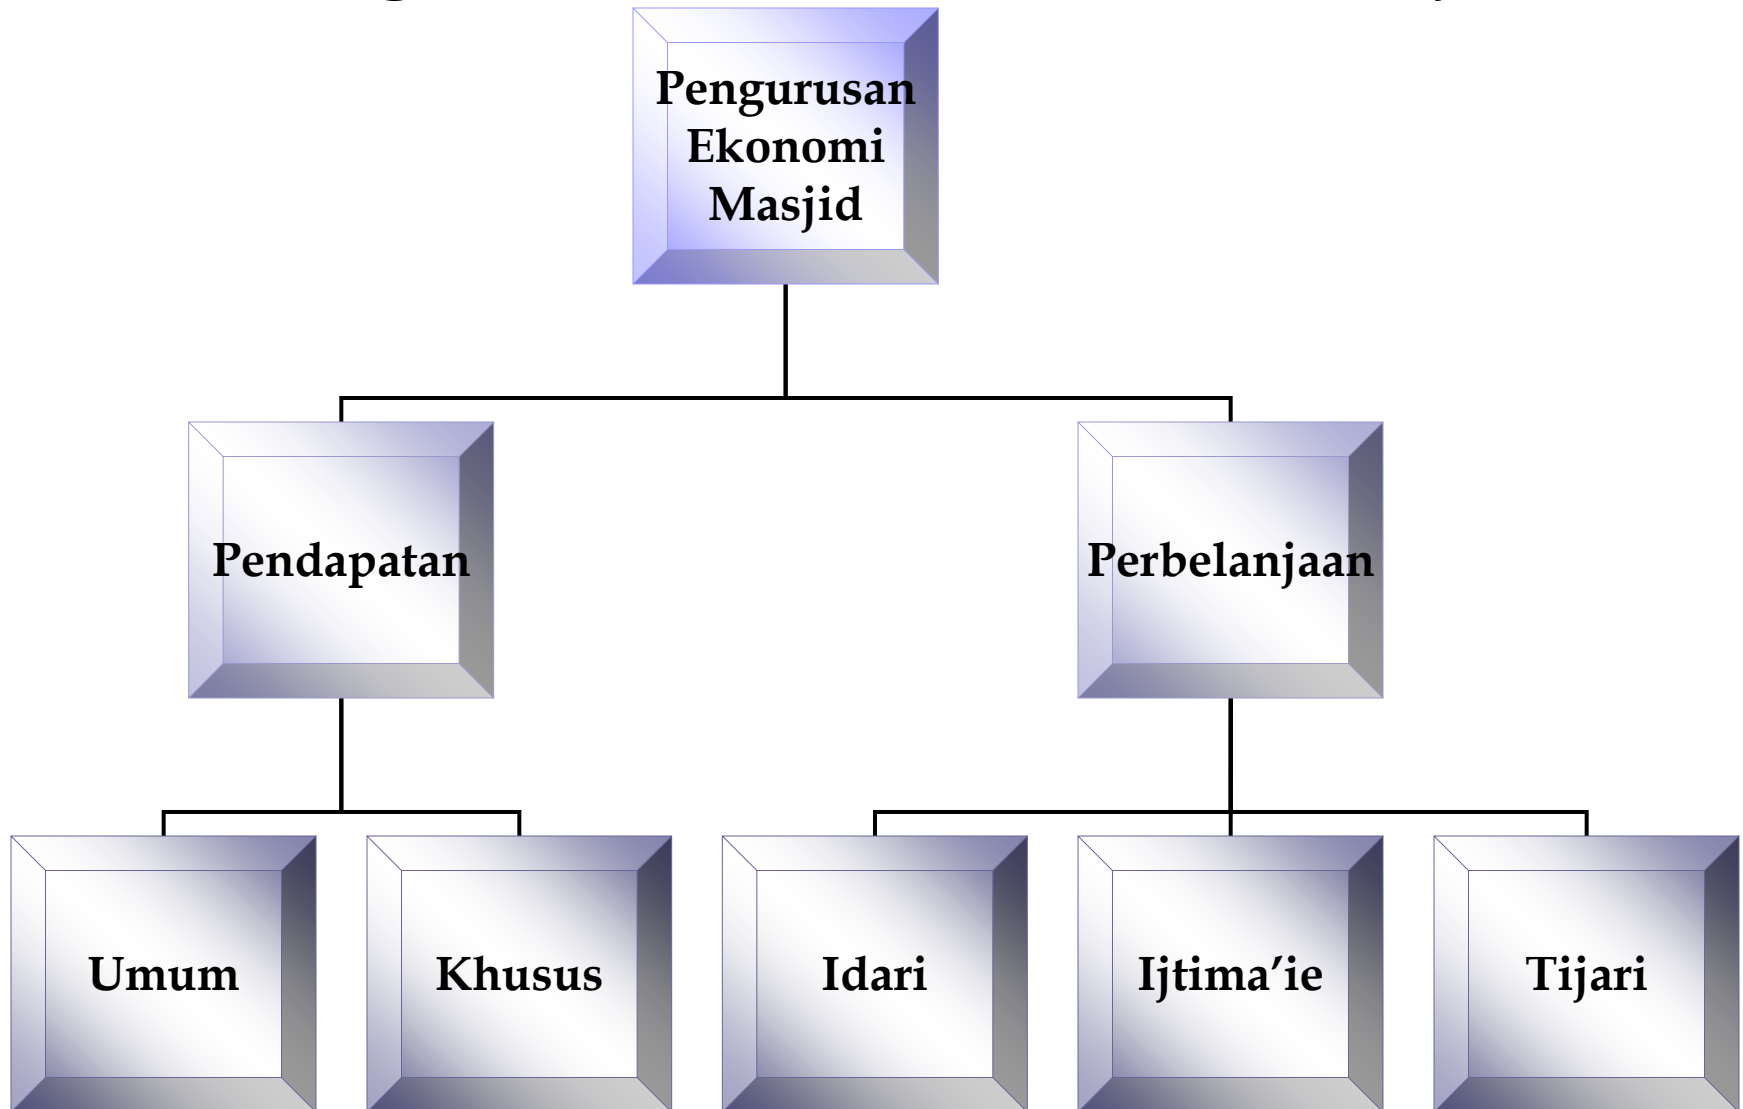 Pengurusan
Ekonomi
Masjid
Pendapatan
Perbelanjaan
Umum
Khusus
Idari
Ijtima’ie
Tijari